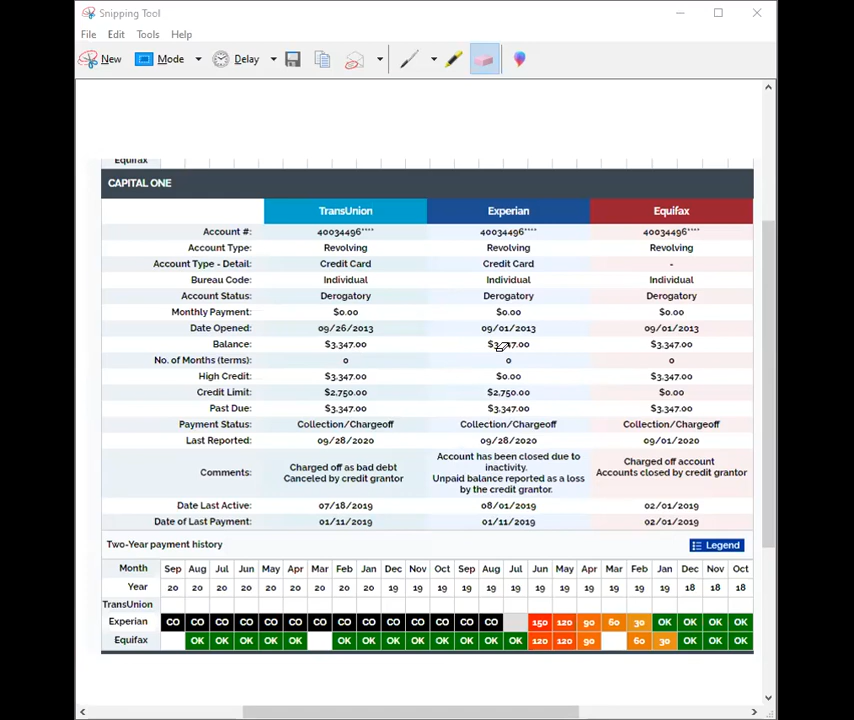 Snipping Tool
File Edit Tools Help
New Mode Delay
Equifax
CAPITAL ONE
TransUnion Experian Equifax
Account #: 40034496**** 40034496**** 40034496****
Account Type: Revolving Revolving Revolving
Account Type - Detail: Credit Card Credit Card -
Bureau Code: Individual Individual Individual
Account Status: Derogatory Derogatory Derogatory
Monthly Payment: $0.00 $0.00 $0.00
Date Opened: 09/26/2013 09/01/2013 09/01/2013
Balance: $3,347.00 $3,347.00 $3,347.00
No. of Months (terms): 0 0 0
High Credit: $3,347.00 $0.00 $3,347.00
Credit Limit: $2,750.00 $2,750.00 $0.00
Past Due: $3,347.00 $3,347.00 $3,347.00
Payment Status: Collection/Chargeoff Collection/Chargeoff Collection/Chargeoff
Last Reported: 09/28/2020 09/28/2020 09/01/2020
Comments:
Charged off as bad debt
Canceled by credit grantor
Account has been closed due to
inactivity.
Unpaid balance reported as a loss
by the credit grantor.
Charged off account
Accounts closed by credit grantor
Date Last Active: 07/18/2019 08/01/2019 02/01/2019
Date of Last Payment: 01/11/2019 01/11/2019 02/01/2019
Two-Year payment history Legend
Month Sep Aug Jul Jun May Apr Mar Feb Jan Dec Nov Oct Sep Aug Jul Jun May Apr Mar Feb Jan Dec Nov Oct
Year 20 20 20 20 20 20 20 20 20 19 19 19 19 19 19 19 19 19 19 19 19 18 18 18
TransUnion
Experian CO CO CO CO CO CO CO CO CO CO CO CO CO CO 150 120 90 60 30 OK OK OK OK
Equifax OK OK OK OK OK OK OK OK OK OK OK OK OK 120 120 90 60 30 OK OK OK